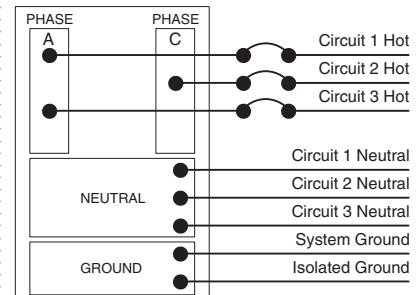 PHASE PHASE
A C
Circuit 1 Hot
Circuit 2 Hot
Circuit 3 Hot
Circuit 1 Neutral
NEUTRAL
Circuit 2 Neutral
Circuit 3 Neutral
System Ground
GROUND
Isolated Ground